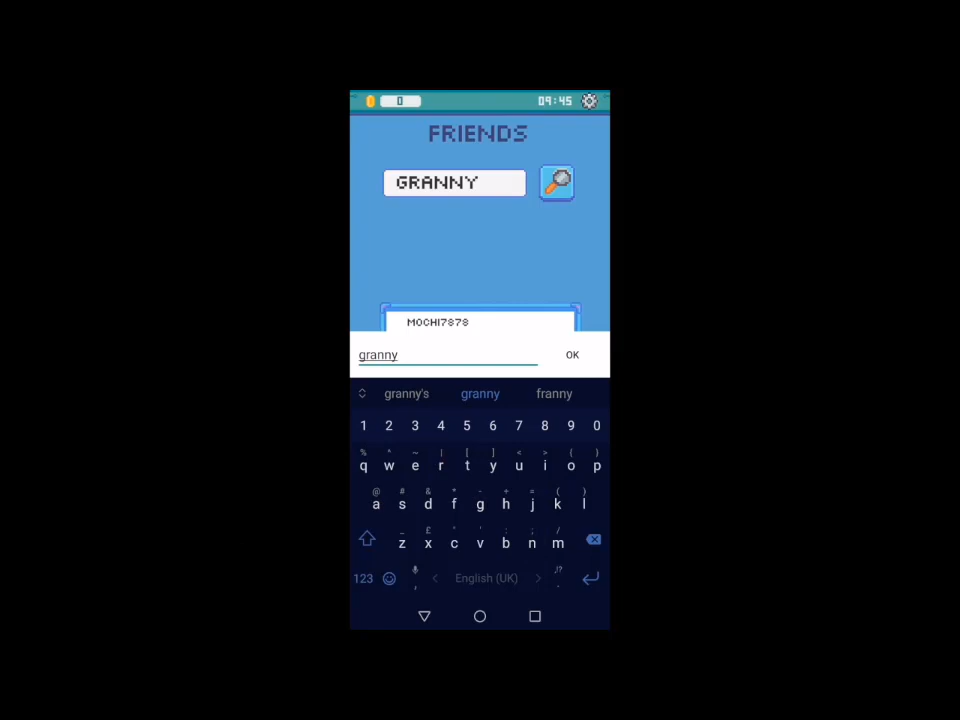 0 09:45
FRIENDS
GRANNY
MOCHI7878
granny OK
granny's granny franny
1 2 3 4 5 6 7 8 9 0
% ^ ~ | [ ] < > { }
q w e r t y u i o p
@ # & * - + = ( )
a s d f g h j k l
_ £ " ' : ; /
z x c v b n m
123 , < English (UK) > ,!? .